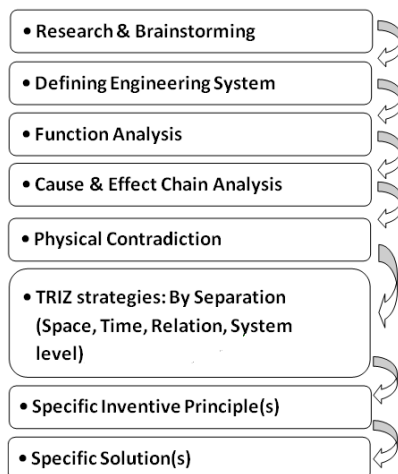 • Research & Brainstorming
• Defining Engineering System
• Function Analysis
• Cause & Effect Chain Analysis
• Physical Contradiction
• TRIZ strategies: By Separation
(Space, Time, Relation, System
level)
• Specific Inventive Principle(s)
• Specific Solution(s)